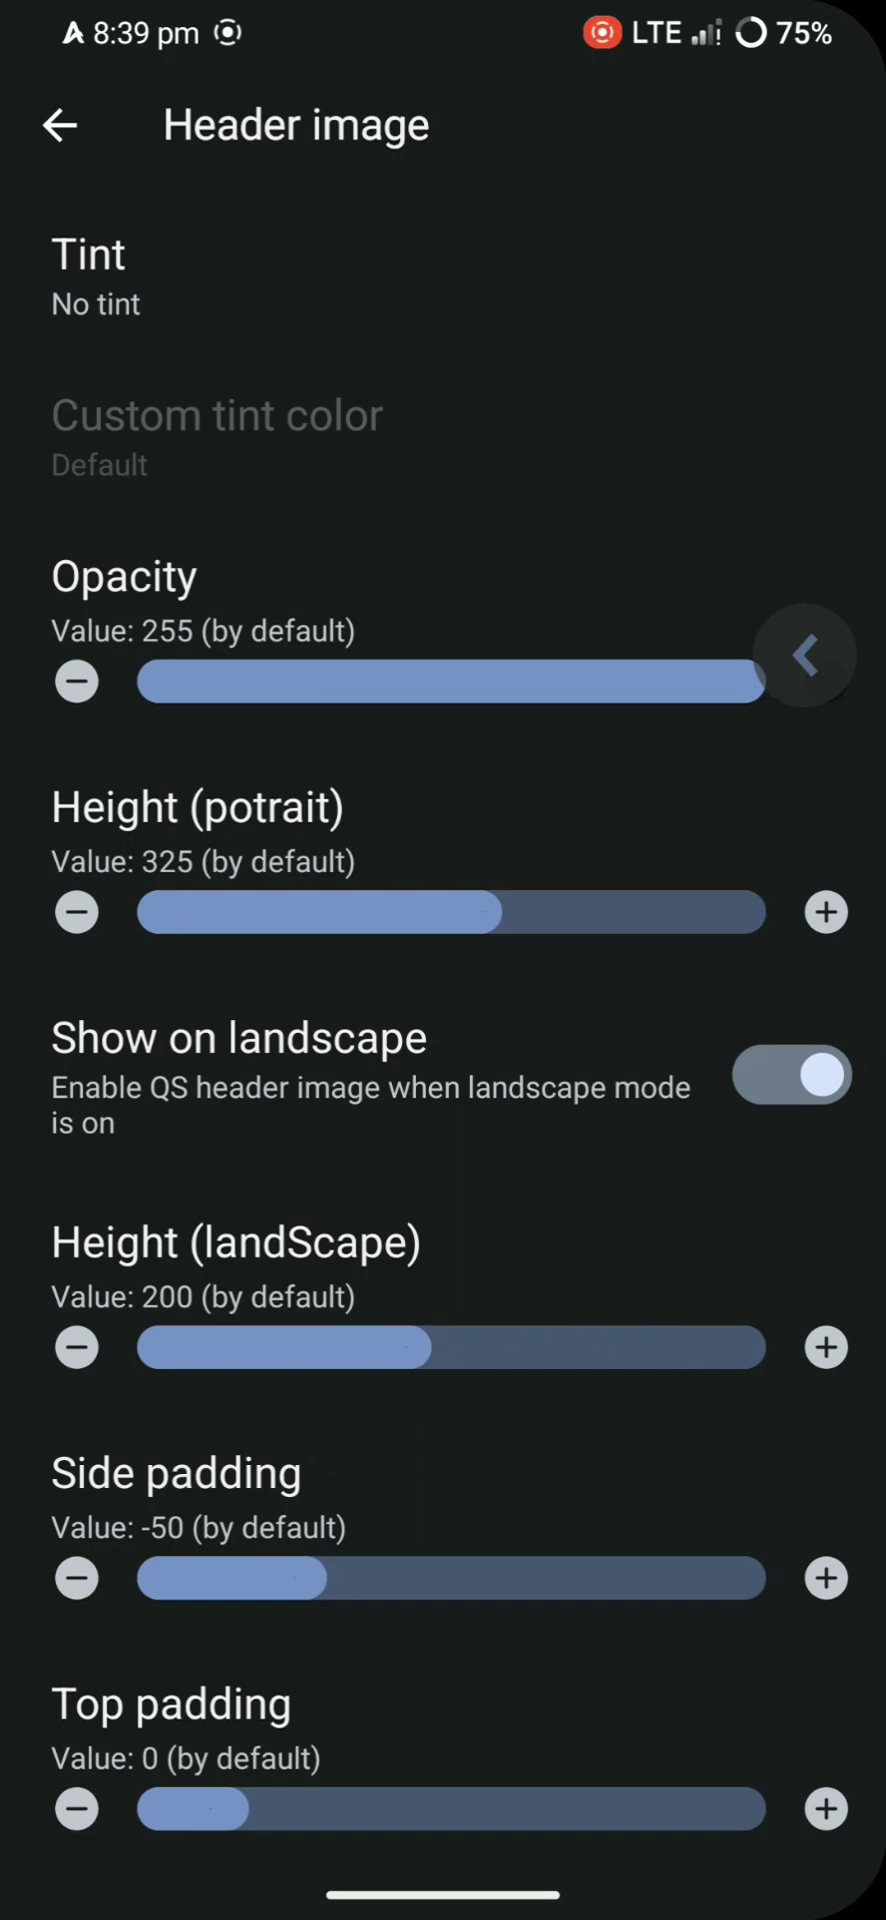 8:39 pm LTE 75%
Header image
Tint
No tint
Custom tint color
Default
Opacity
Value: 255 (by default)
Height (potrait)
Value: 325 (by default)
Show on landscape
Enable QS header image when landscape mode
is on
Height (landScape)
Value: 200 (by default)
Side padding
Value: -50 (by default)
Top padding
Value: 0 (by default)